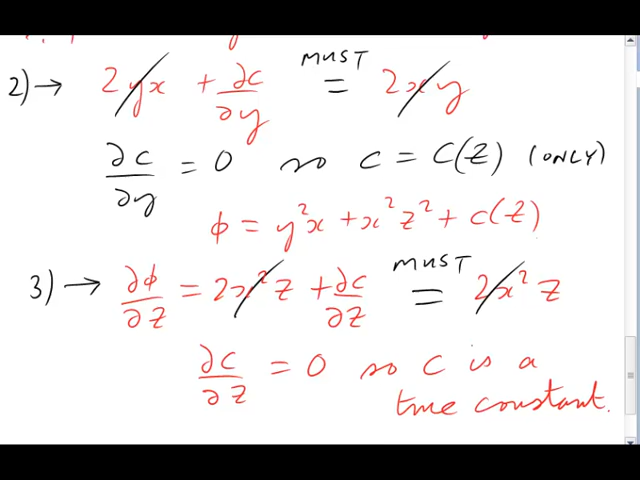 2) → 2yx + ∂c/∂y MUST = 2xy
∂c/∂y = 0 so c = C(Z) (ONLY)
φ = y²x + x²z² + c(Z)
3) → ∂φ/∂z = 2x²z + ∂c/∂z MUST = 2x²z
∂c/∂z = 0 so C is a
true constant.